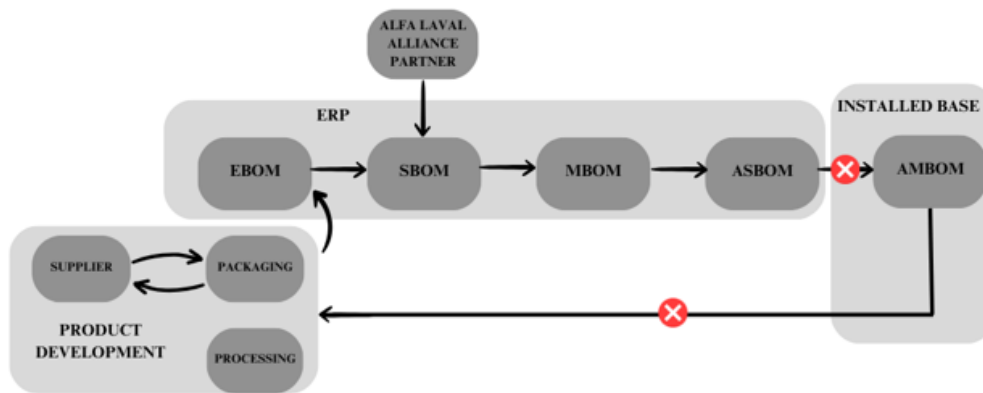 ALFA LAVAL
ALLIANCE
PARTNER
ERP
INSTALLED BASE
EBOM
SBOM
MBOM
ASBOM
AMBOM
SUPPLIER
PACKAGING
PRODUCT
DEVELOPMENT
PROCESSING